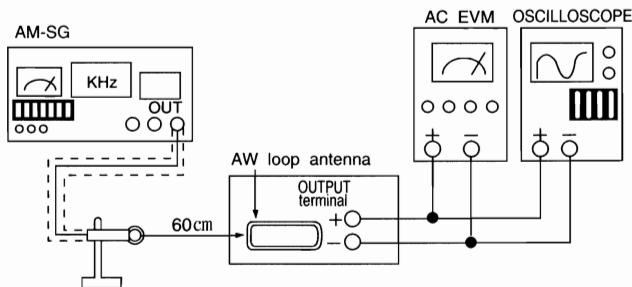 AC EVM
OSCILLOSCOPE
AM-SG
KHz
OUT
+
−
+
−
AW loop antenna
OUTPUT
terminal
+
−
60cm